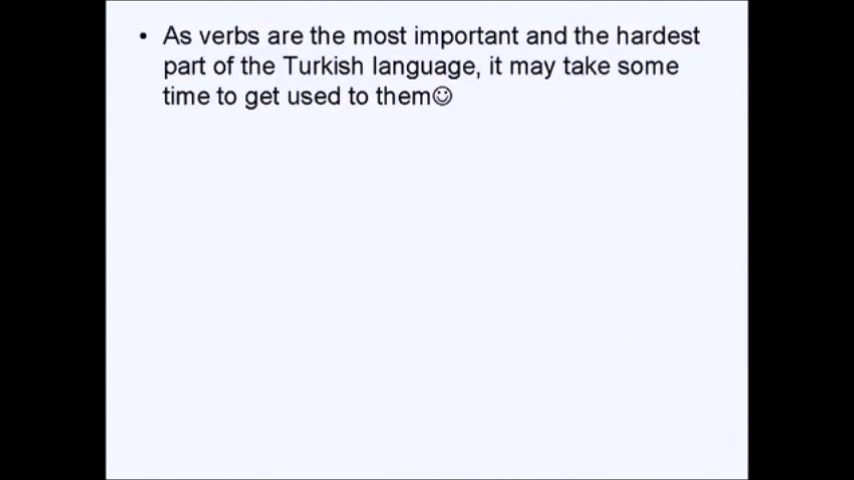 • As verbs are the most important and the hardest
part of the Turkish language, it may take some
time to get used to them☺